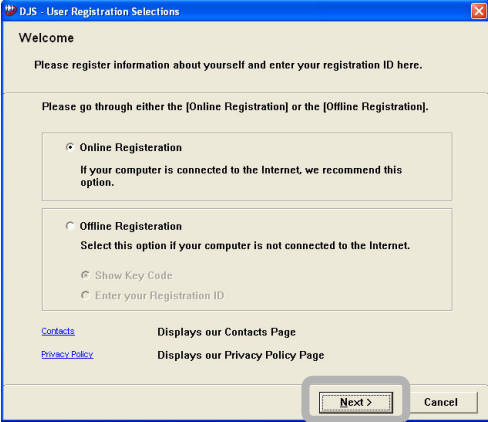 DJS - User Registration Selections
Welcome
Please register information about yourself and enter your registration ID here.
Please go through either the [Online Registration] or the [Offline Registration].
Online Registeration
If your computer is connected to the Internet, we recommend this
option.
Offline Registeration
Select this option if your computer is not connected to the Internet.
Show Key Code
Enter your Registration ID
Contacts Displays our Contacts Page
Privacy Policy Displays our Privacy Policy Page
Next > Cancel